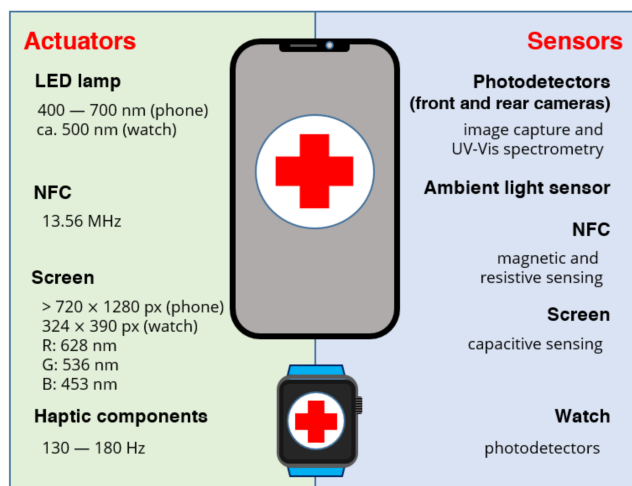 Actuators
LED lamp
400 — 700 nm (phone)
ca. 500 nm (watch)
NFC
13.56 MHz
Screen
> 720 × 1280 px (phone)
324 × 390 px (watch)
R: 628 nm
G: 536 nm
B: 453 nm
Haptic components
130 — 180 Hz
Sensors
Photodetectors
(front and rear cameras)
image capture and
UV-Vis spectrometry
Ambient light sensor
NFC
magnetic and
resistive sensing
Screen
capacitive sensing
Watch
photodetectors